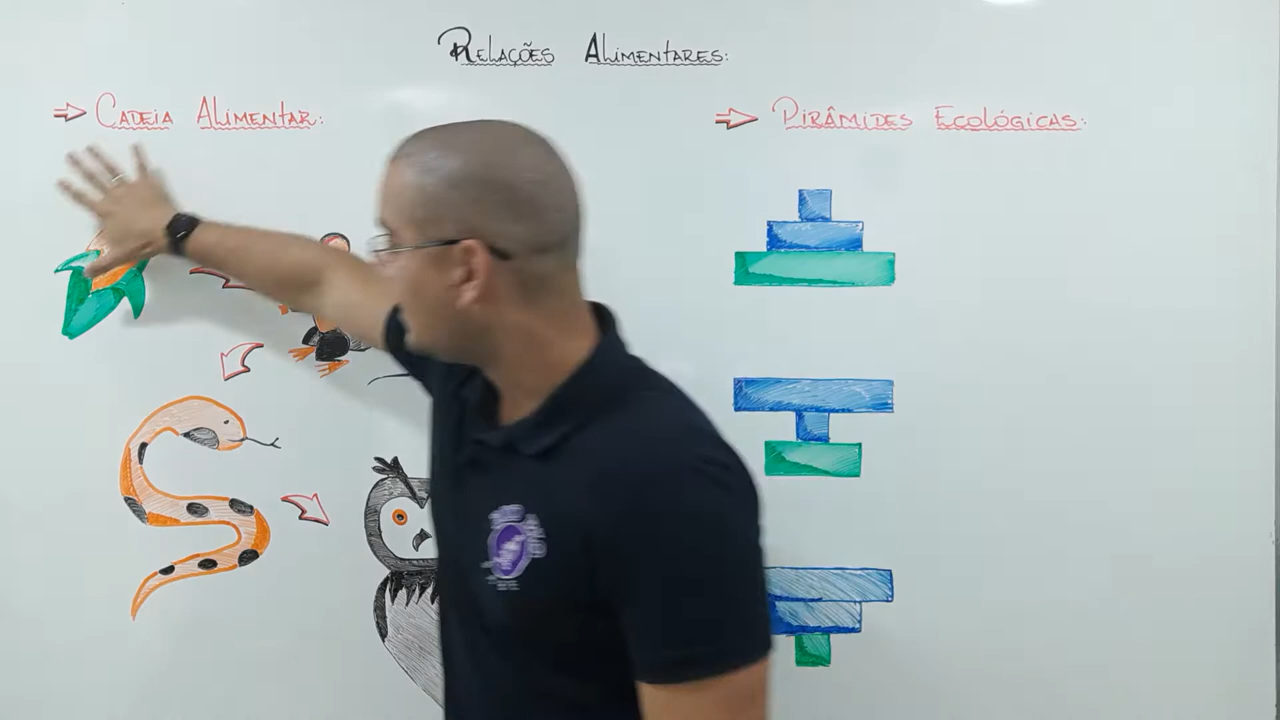 Relações Alimentares:
⇨ Cadeia Alimentar:
⇨ Pirâmides Ecológicas: